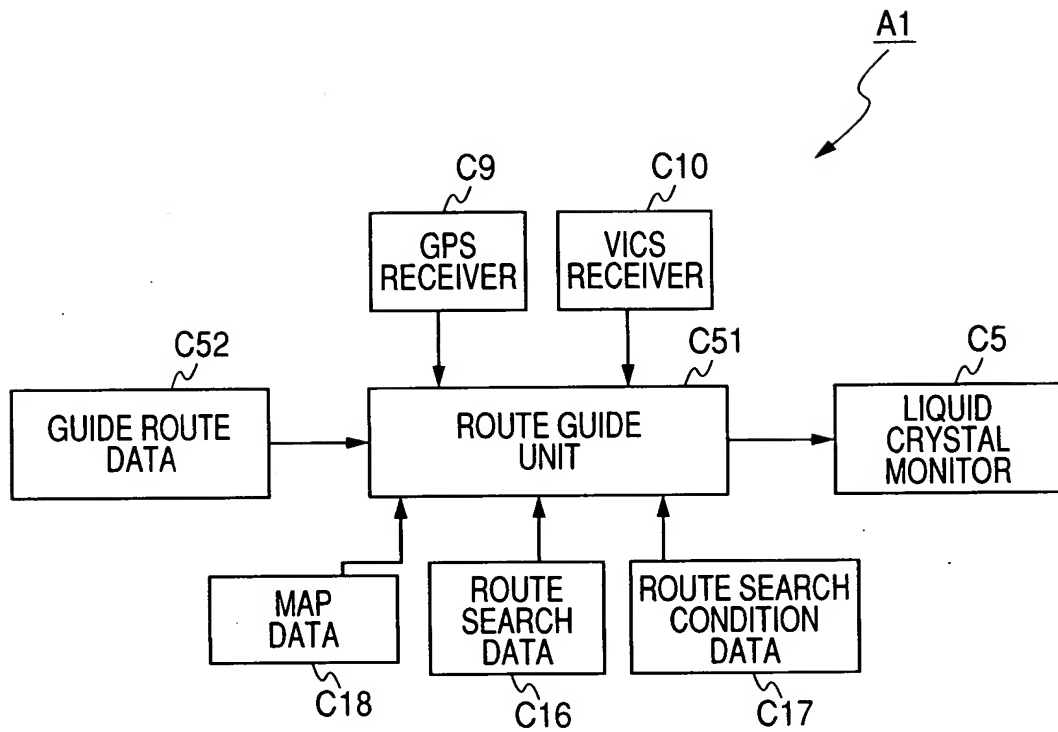 A1
C9
C10
GPS
RECEIVER
VICS
RECEIVER
C52
C51
C5
GUIDE ROUTE
DATA
ROUTE GUIDE
UNIT
LIQUID
CRYSTAL
MONITOR
MAP
DATA
ROUTE
SEARCH
DATA
ROUTE SEARCH
CONDITION
DATA
C18
C16
C17